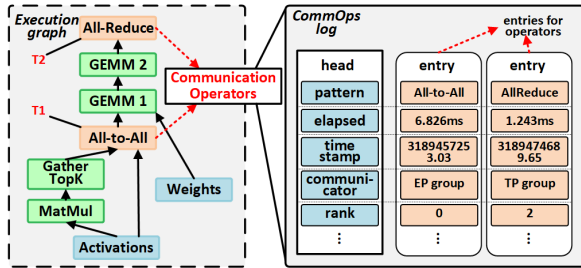 Execution
graph
All-Reduce
T2
GEMM 2
GEMM 1
T1
All-to-All
Gather
TopK
Weights
MatMul
Activations
Communication
Operators
CommOps
log
entries for
operators
head
entry
entry
pattern
All-to-All
AllReduce
elapsed
6.826ms
1.243ms
time
stamp
318945725
3.03
318947468
9.65
communi-
cator
EP group
TP group
rank
0
2
⋮
⋮
⋮